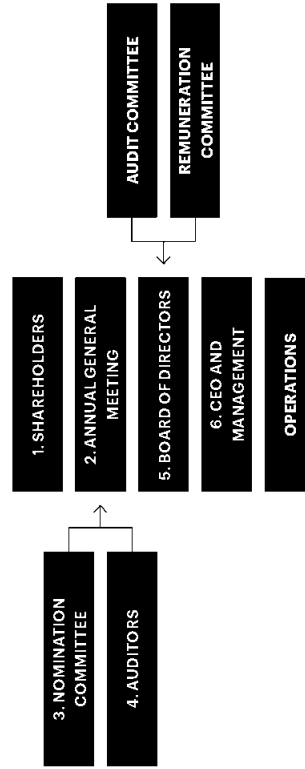 1. SHAREHOLDERS
2. ANNUAL GENERAL
MEETING
3. NOMINATION
COMMITTEE
4. AUDITORS
5. BOARD OF DIRECTORS
AUDIT COMMITTEE
REMUNERATION
COMMITTEE
6. CEO AND
MANAGEMENT
OPERATIONS